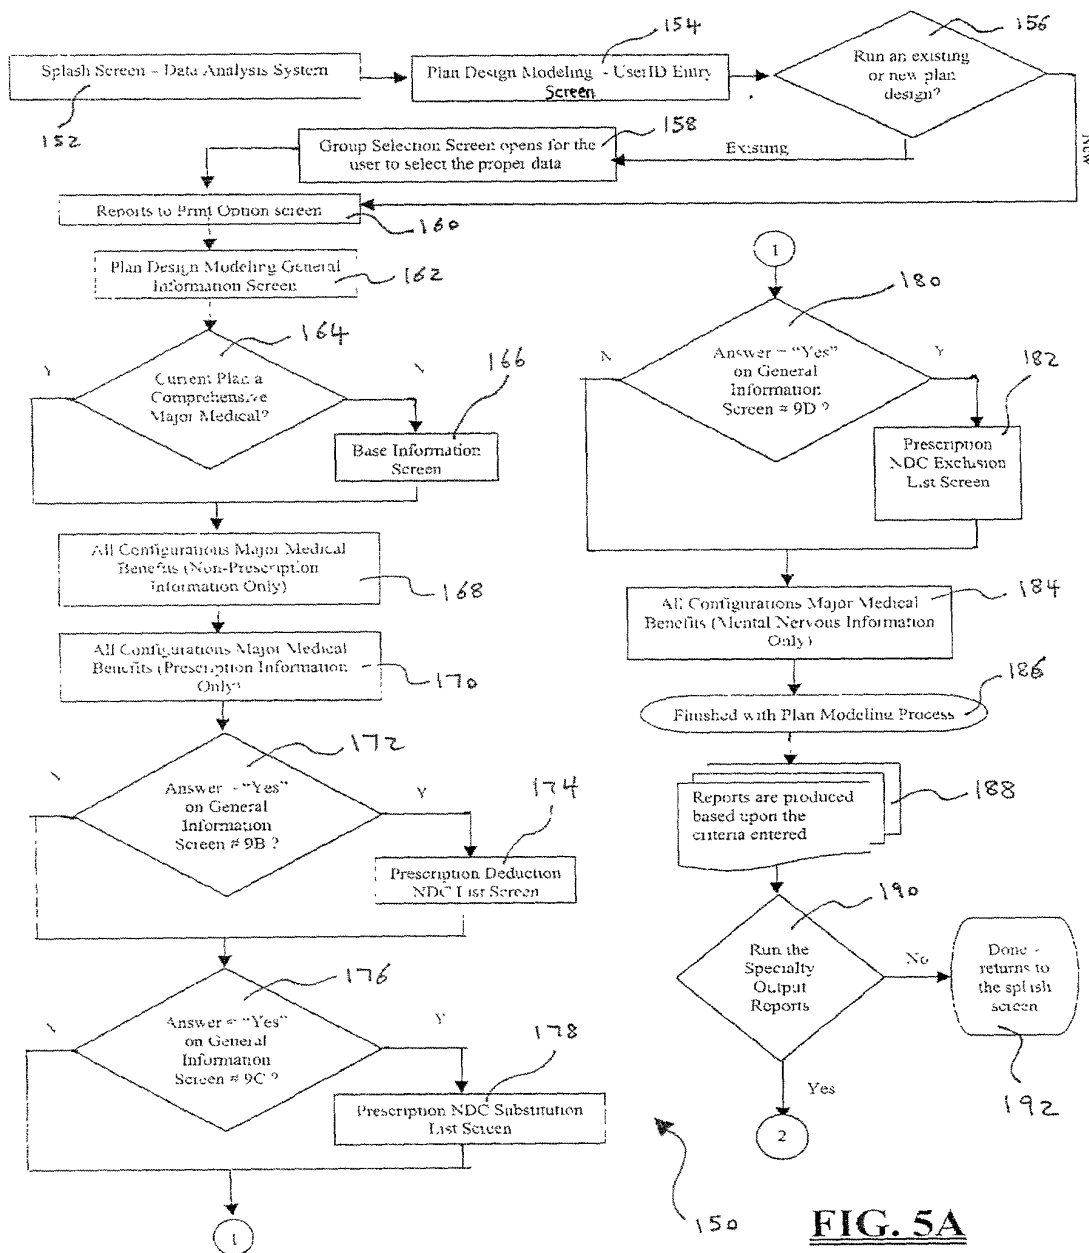 154
156
Splash Screen - Data Analysis System
Plan Design Modeling - UserID Entry
Screen
Run an existing
or new plan
design?
152
158
New
Group Selection Screen opens for the
user to select the proper data
Existing
Reports to Print Option screen
160
1
Plan Design Modeling General
Information Screen
162
180
164
166
Y
Current Plan a
Comprehensive
Major Medical?
N
Answer = "Yes"
on General
Information
Screen # 9D ?
Y
182
Base Information
Screen
Prescription
NDC Exclusion
List Screen
All Configurations Major Medical
Benefits (Non-Prescription
Information Only)
168
All Configurations Major Medical
Benefits (Mental Nervous Information
Only)
184
All Configurations Major Medical
Benefits (Prescription Information
Only)
170
186
Finished with Plan Modeling Process
172
174
Answer - "Yes"
on General
Information
Screen # 9B ?
Y
Reports are produced
based upon the
criteria entered
188
Prescription Deduction
NDC List Screen
190
176
Run the
Specialty
Output
Reports
No
Done -
returns to
the splash
screen
178
Answer = "Yes"
on General
Information
Screen # 9C ?
Y
Yes
192
Prescription NDC Substitution
List Screen
2
150
1
FIG. 5A